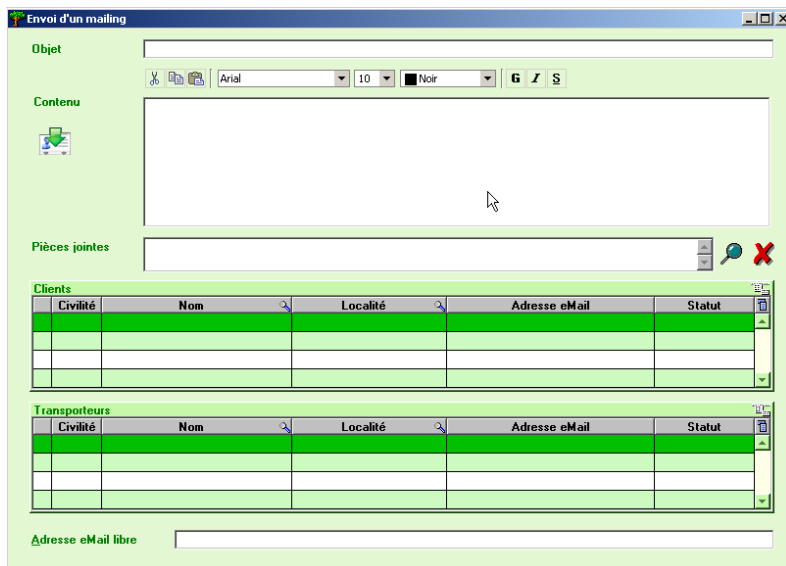 Envoi d'un mailing
Objet
Arial 10 Noir G I S
Contenu
Pièces jointes
Clients
Civilité Nom Localité Adresse eMail Statut
Transporteurs
Civilité Nom Localité Adresse eMail Statut
Adresse eMail libre